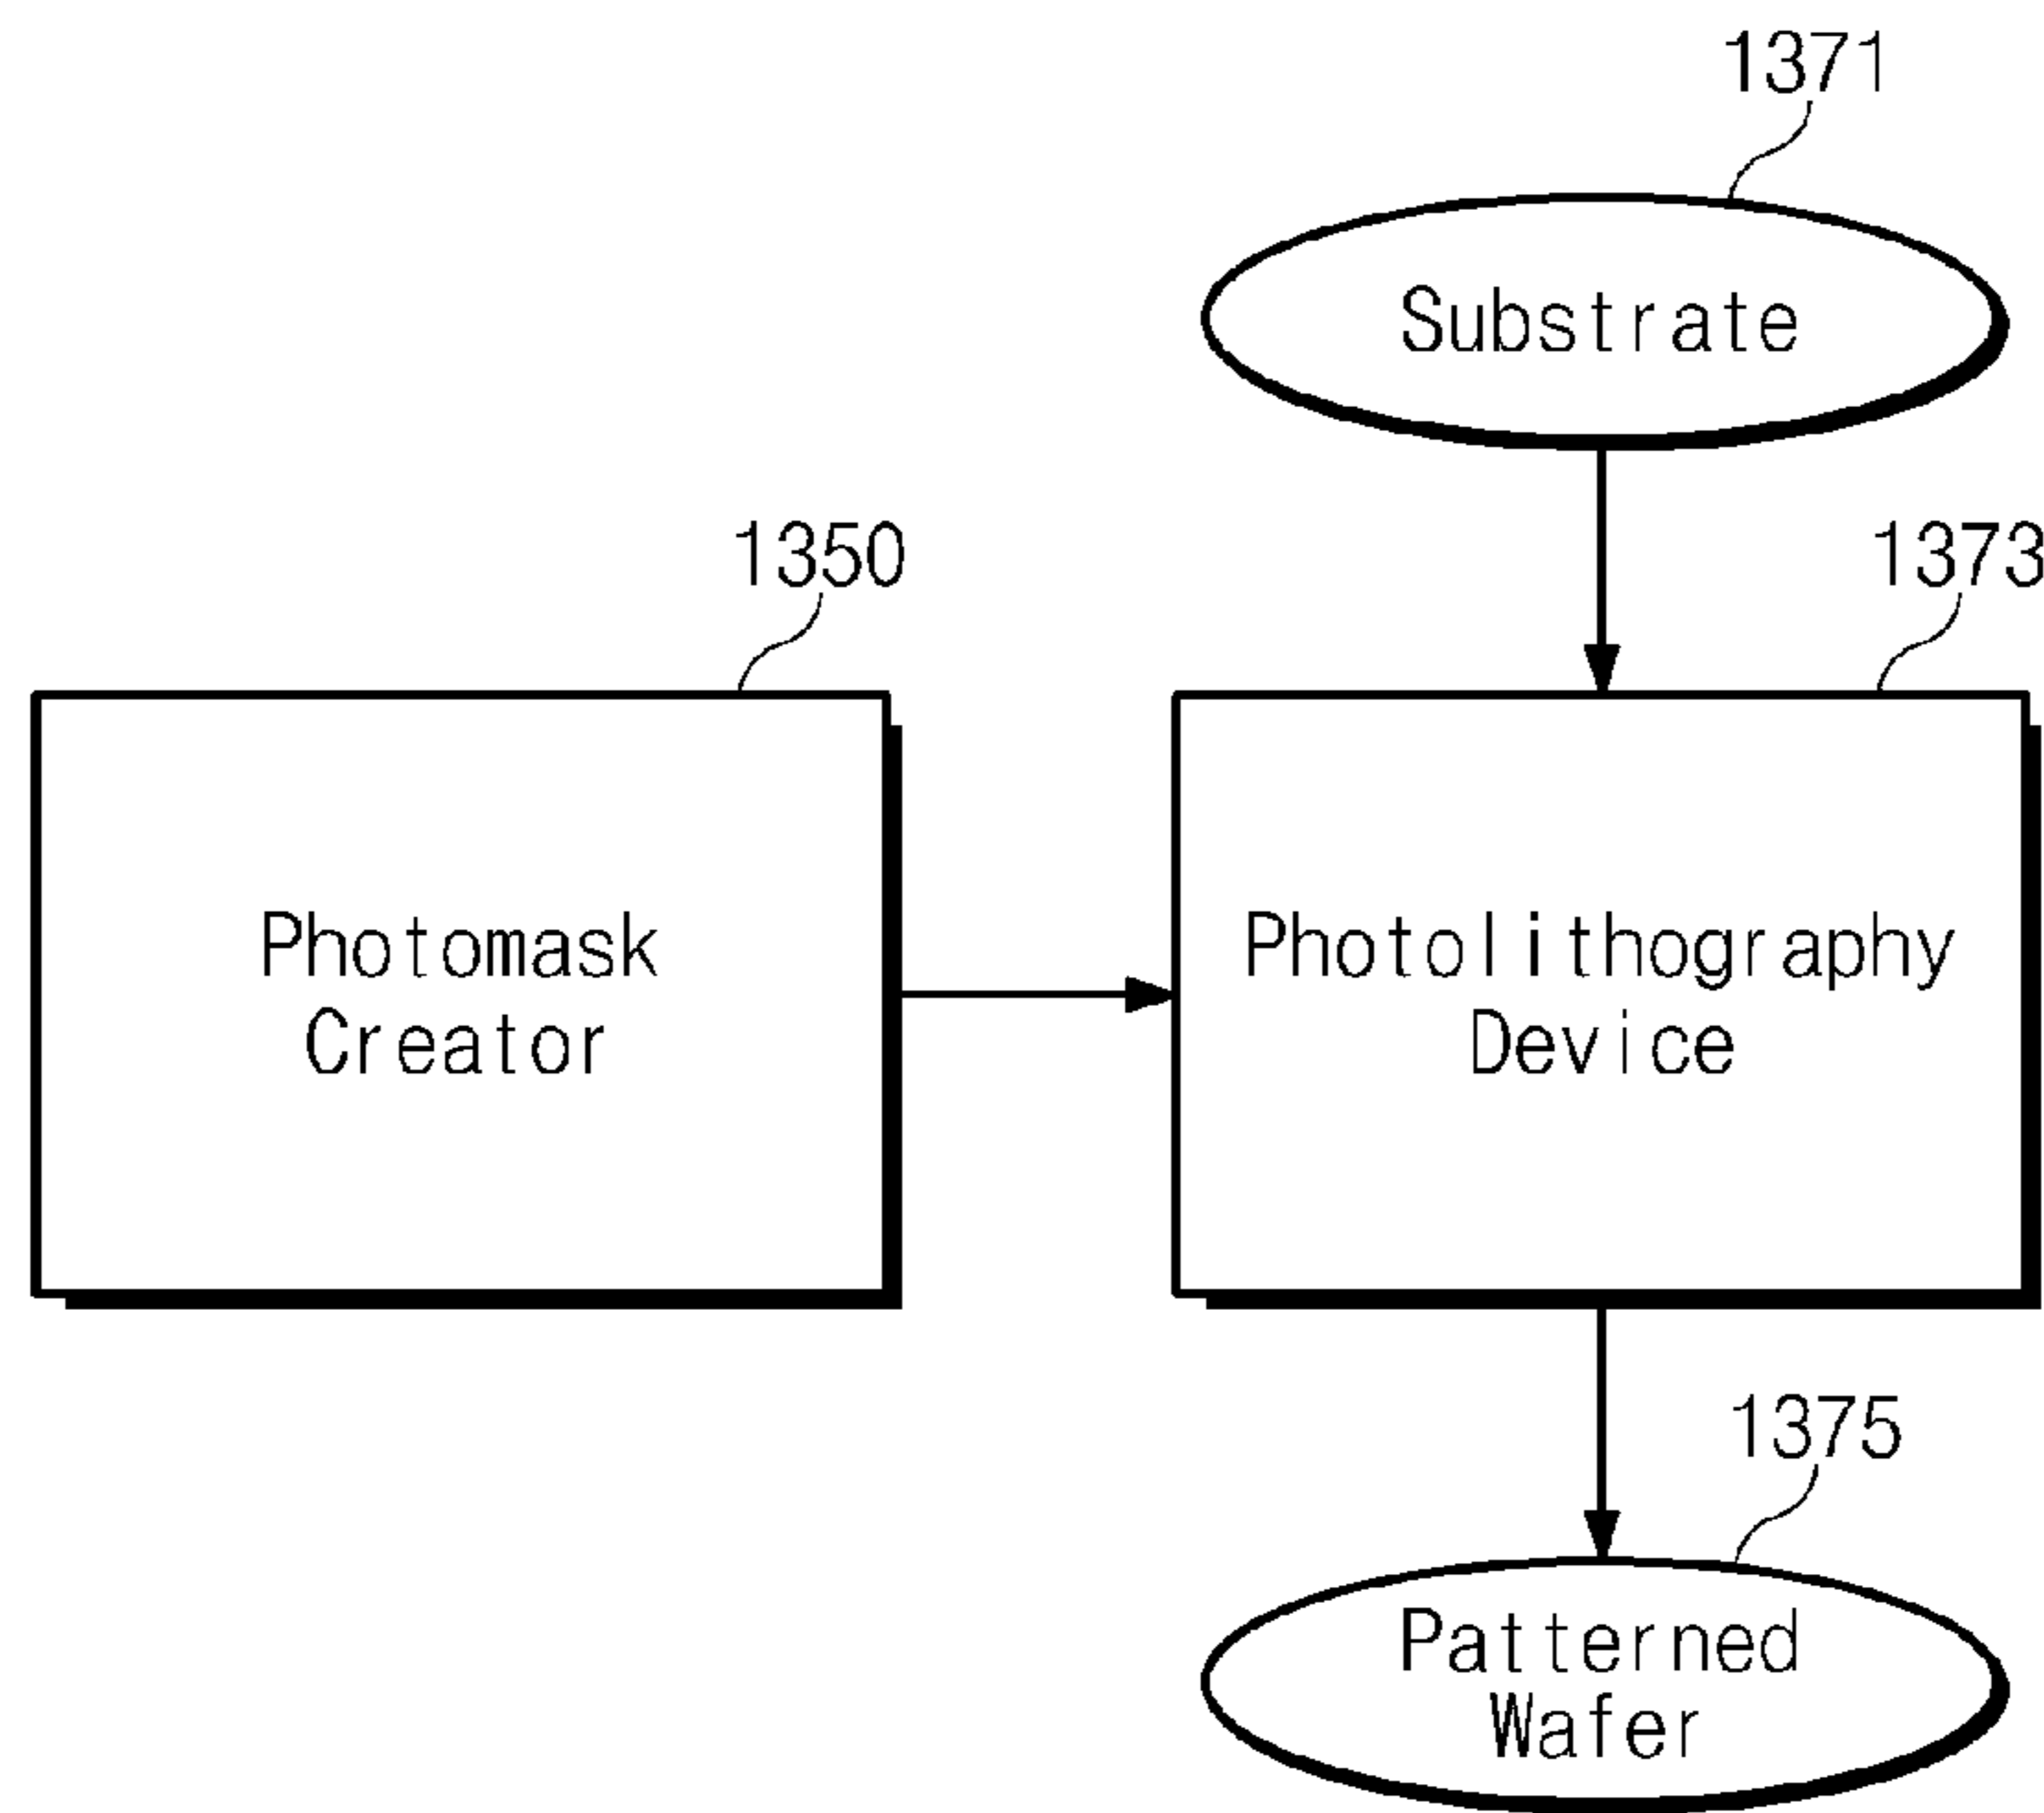 1371
Substrate
1350
1373
Photomask
Creator
Photolithography
Device
1375
Patterned
Wafer